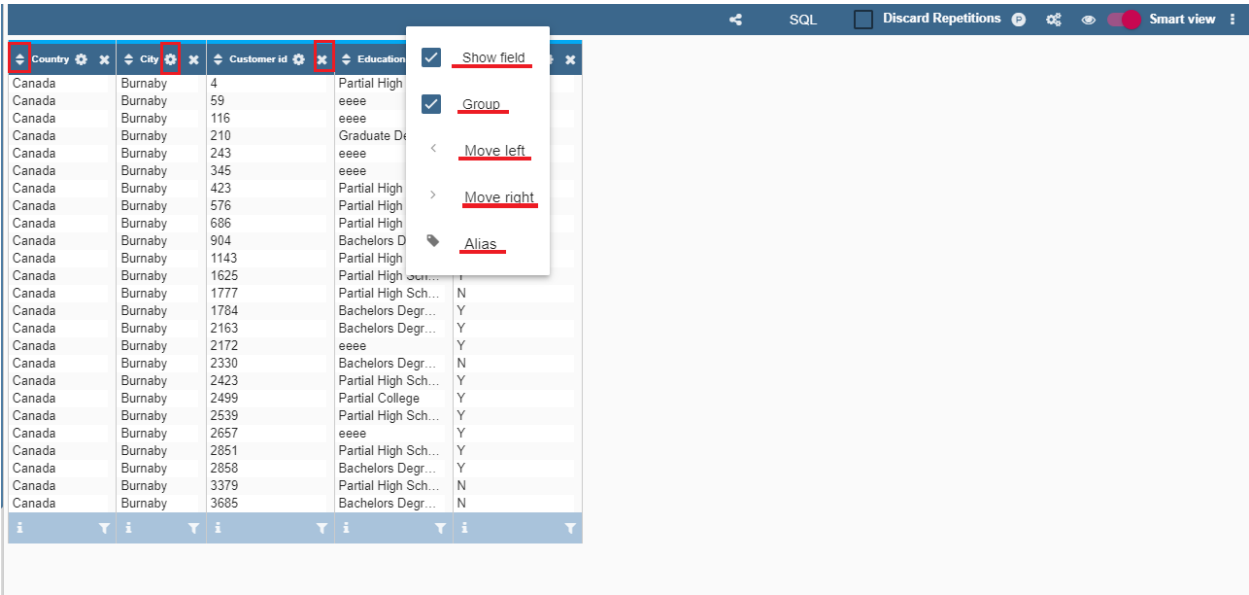 SQL Discard Repetitions P Smart view
Country City Customer id Education
Show field
Group
Move left
Move right
Alias
Canada Burnaby 4 Partial High
Canada Burnaby 59 eeee
Canada Burnaby 116 eeee
Canada Burnaby 210 Graduate De
Canada Burnaby 243 eeee
Canada Burnaby 345 eeee
Canada Burnaby 423 Partial High
Canada Burnaby 576 Partial High
Canada Burnaby 686 Partial High
Canada Burnaby 904 Bachelors D
Canada Burnaby 1143 Partial High
Canada Burnaby 1625 Partial High Sch... Y
Canada Burnaby 1777 Partial High Sch... N
Canada Burnaby 1784 Bachelors Degr... Y
Canada Burnaby 2163 Bachelors Degr... Y
Canada Burnaby 2172 eeee Y
Canada Burnaby 2330 Bachelors Degr... N
Canada Burnaby 2423 Partial High Sch... Y
Canada Burnaby 2499 Partial College Y
Canada Burnaby 2539 Partial High Sch... Y
Canada Burnaby 2657 eeee Y
Canada Burnaby 2851 Partial High Sch... Y
Canada Burnaby 2858 Bachelors Degr... Y
Canada Burnaby 3379 Partial High Sch... N
Canada Burnaby 3685 Bachelors Degr... N